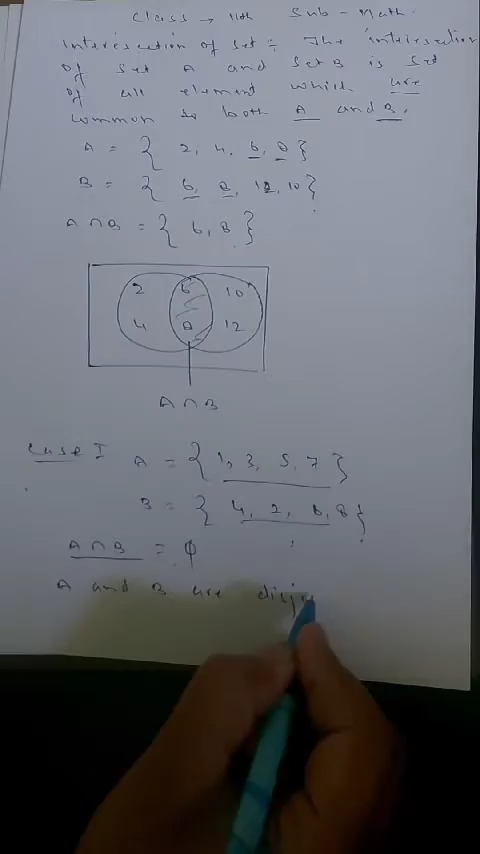 Class → 11th Sub - Math
Intersection of set :- The intersection
of set A and set B is set
of all element which are
common to both A and B.
A = { 2, 4, 6, 8 }
B = { 6, 8, 12, 10 }
A ∩ B = { 6, 8 }
2 6 10
4 8 12
A ∩ B
Case I A = { 1, 3, 5, 7 }
B = { 4, 2, 6, 8 }
A ∩ B = φ
A and B are disj